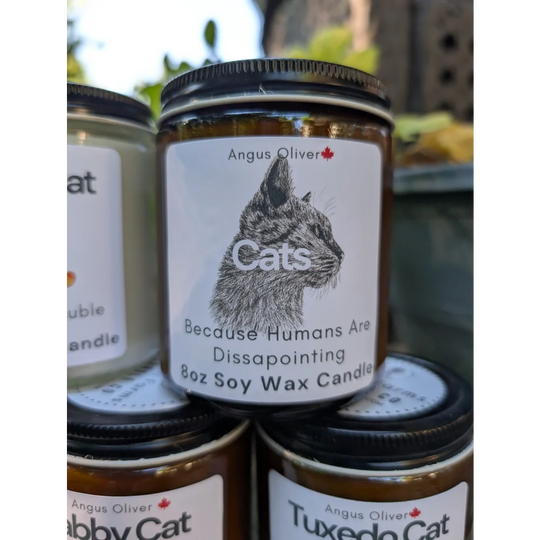 Angus Oliver
Cats
Because Humans Are
Dissapointing
8oz Soy Wax Candle
at
uble
andle
Angus Oliver
abby Cat
Angus Oliver
Tuxedo Cat